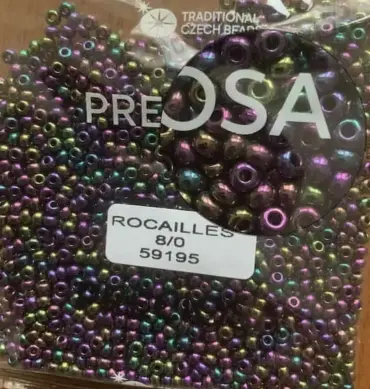 TRADITIONAL
CZECH BEADS
PRECIOSA
ROCAILLES
8/0
59195